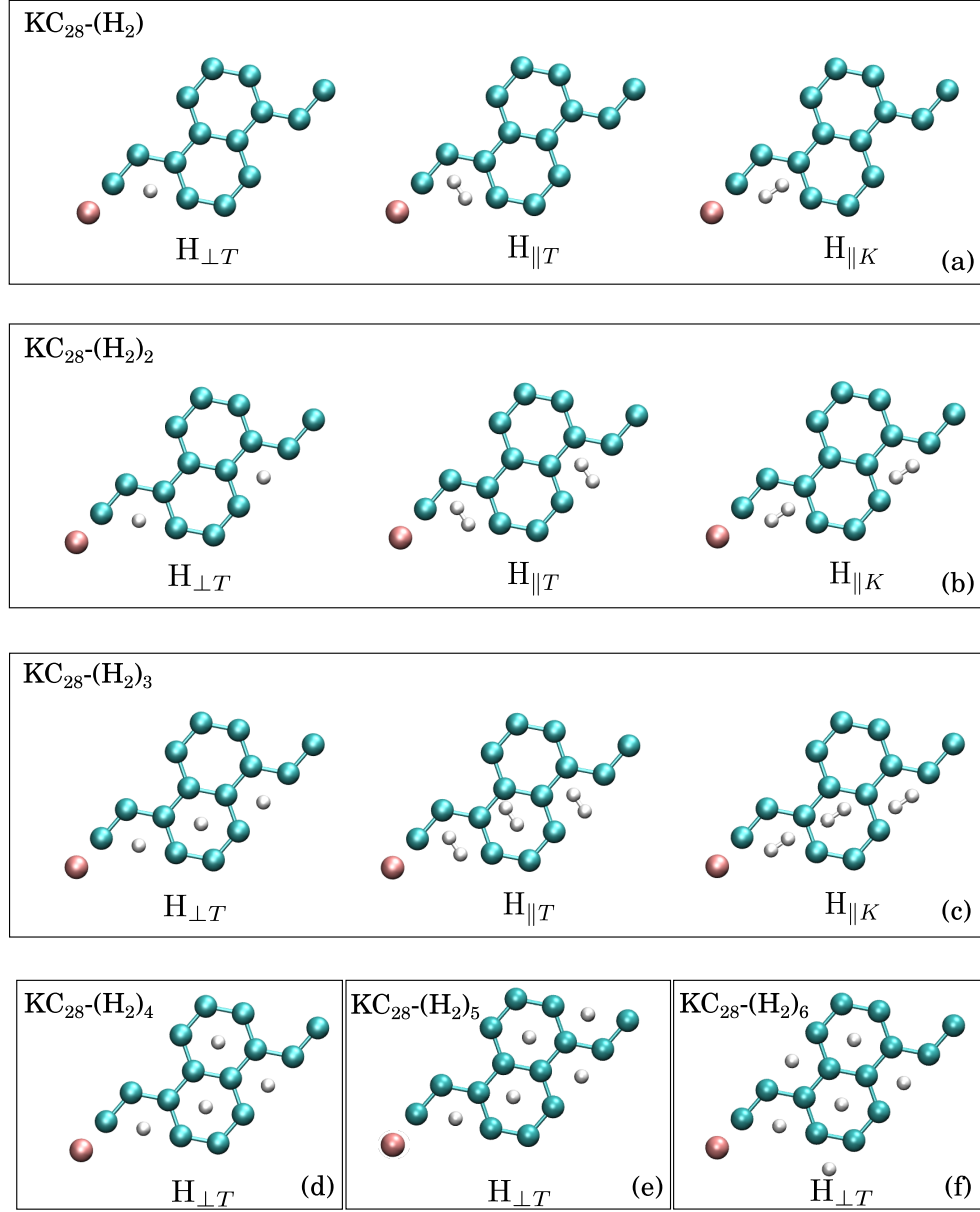 KC₂₈-(H₂)
H⊥T H∥T H∥K (a)
KC₂₈-(H₂)₂
H⊥T H∥T H∥K (b)
KC₂₈-(H₂)₃
H⊥T H∥T H∥K (c)
KC₂₈-(H₂)₄ KC₂₈-(H₂)₅ KC₂₈-(H₂)₆
H⊥T (d) H⊥T (e) H⊥T (f)